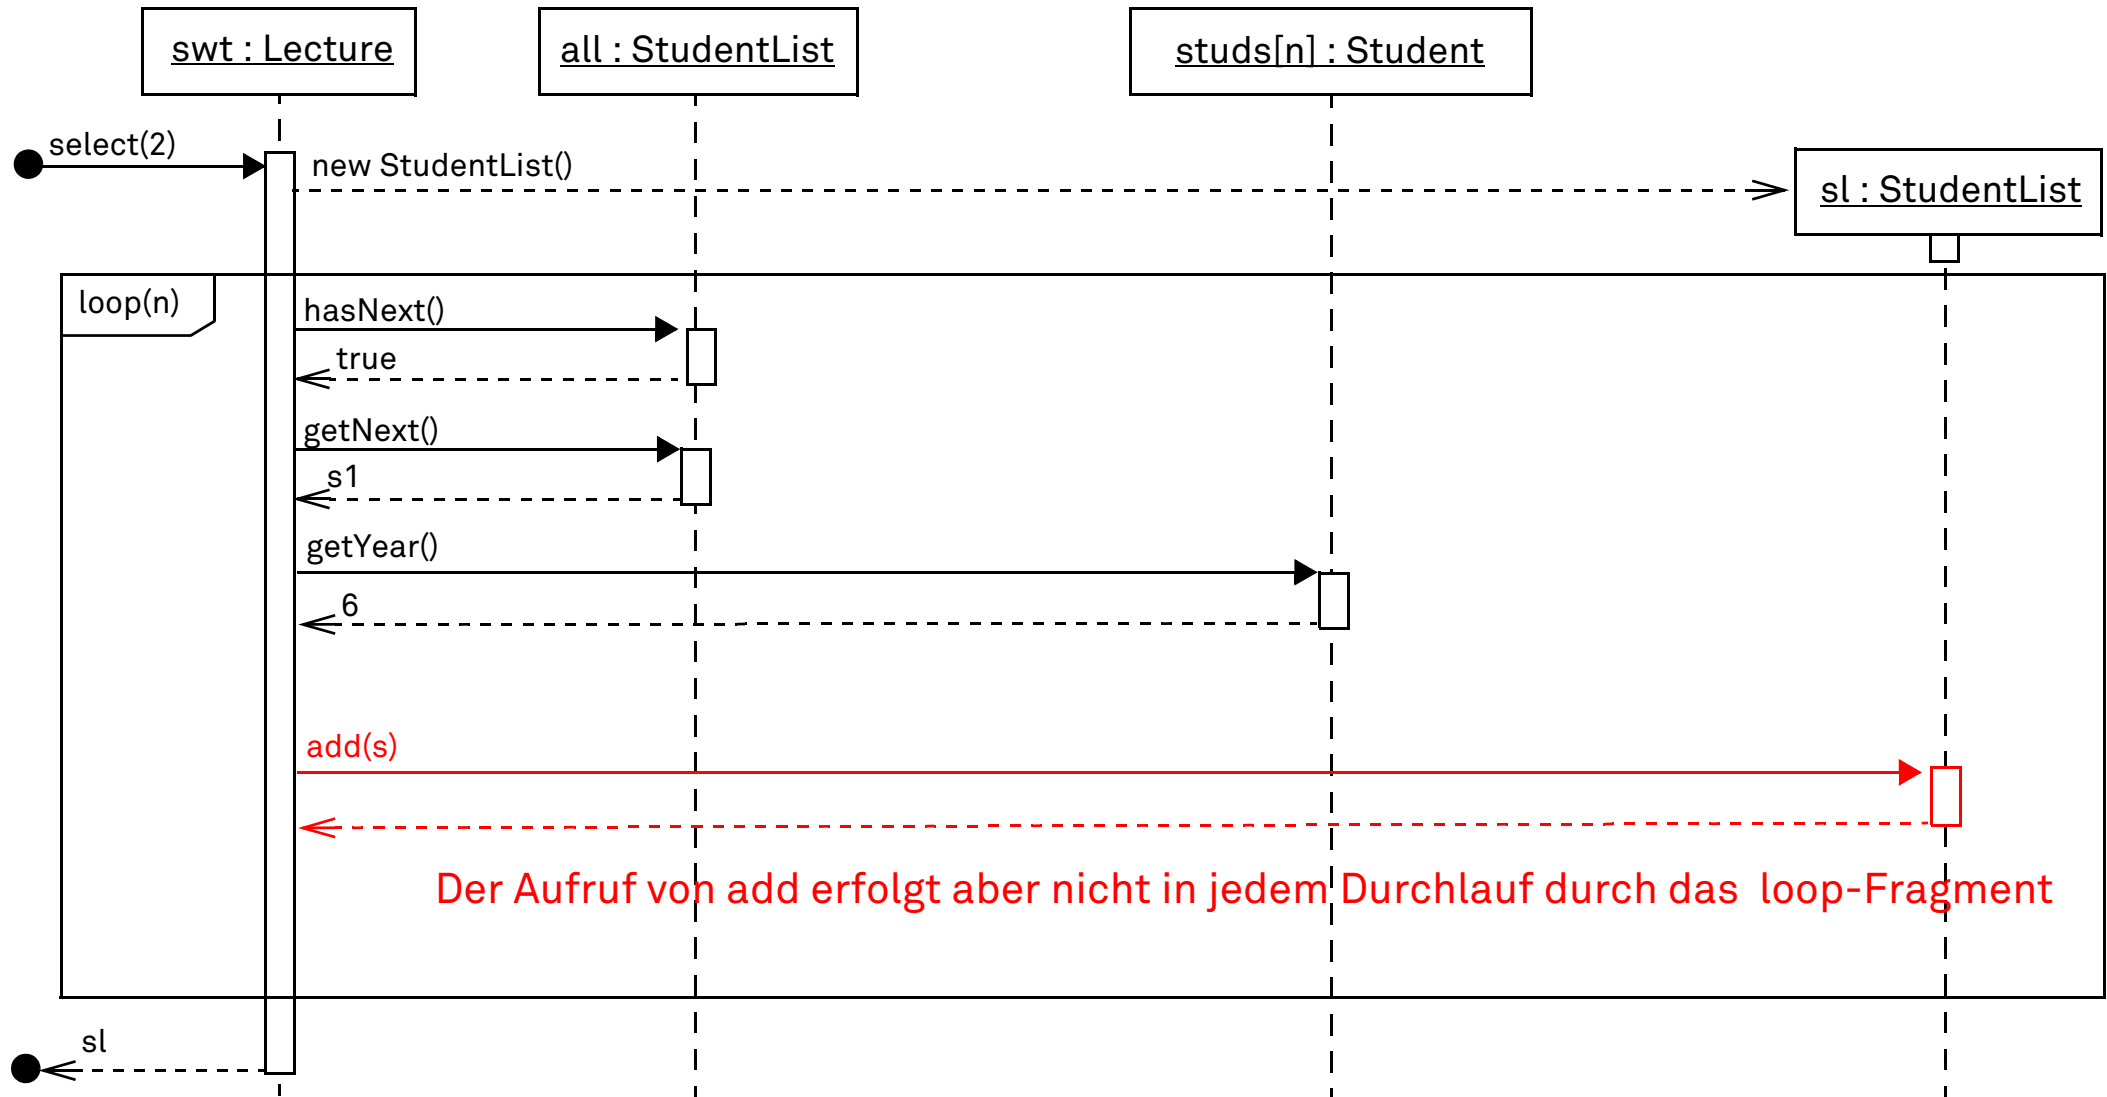 swt : Lecture
all : StudentList
studs[n] : Student
select(2)
new StudentList()
sl : StudentList
loop(n)
hasNext()
true
getNext()
s1
getYear()
6
add(s)
Der Aufruf von add erfolgt aber nicht in jedem Durchlauf durch das loop-Fragment
sl